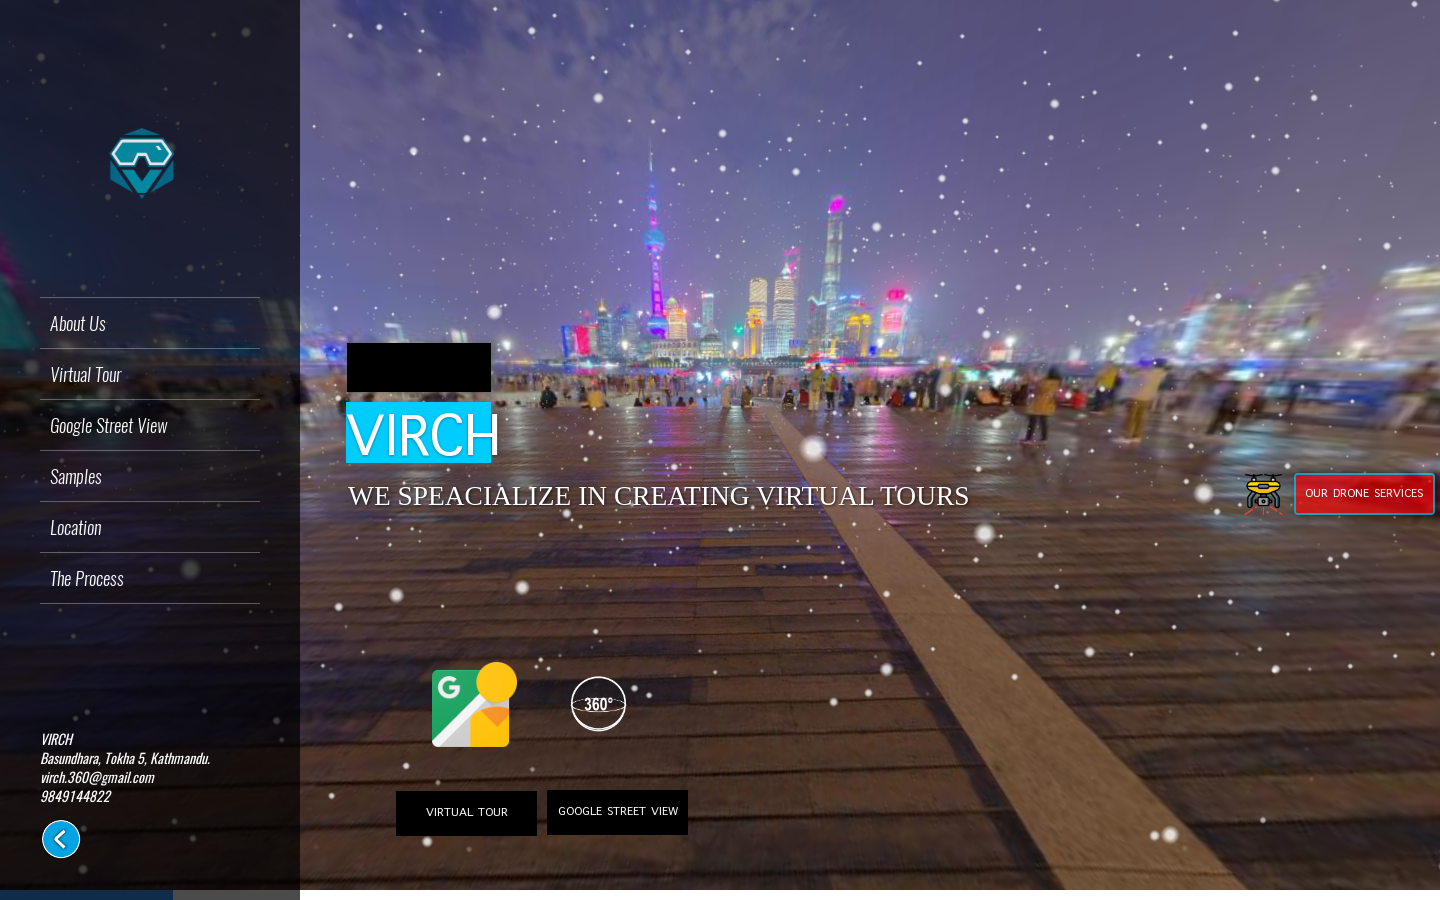 About Us
Virtual Tour
Google Street View
Samples
Location
The Process
VIRCH
Basundhara, Tokha 5, Kathmandu.
virch.360@gmail.com
9849144822
VIRCH
WE SPEACIALIZE IN CREATING VIRTUAL TOURS
OUR DRONE SERVICES
G
360°
VIRTUAL TOUR
GOOGLE STREET VIEW